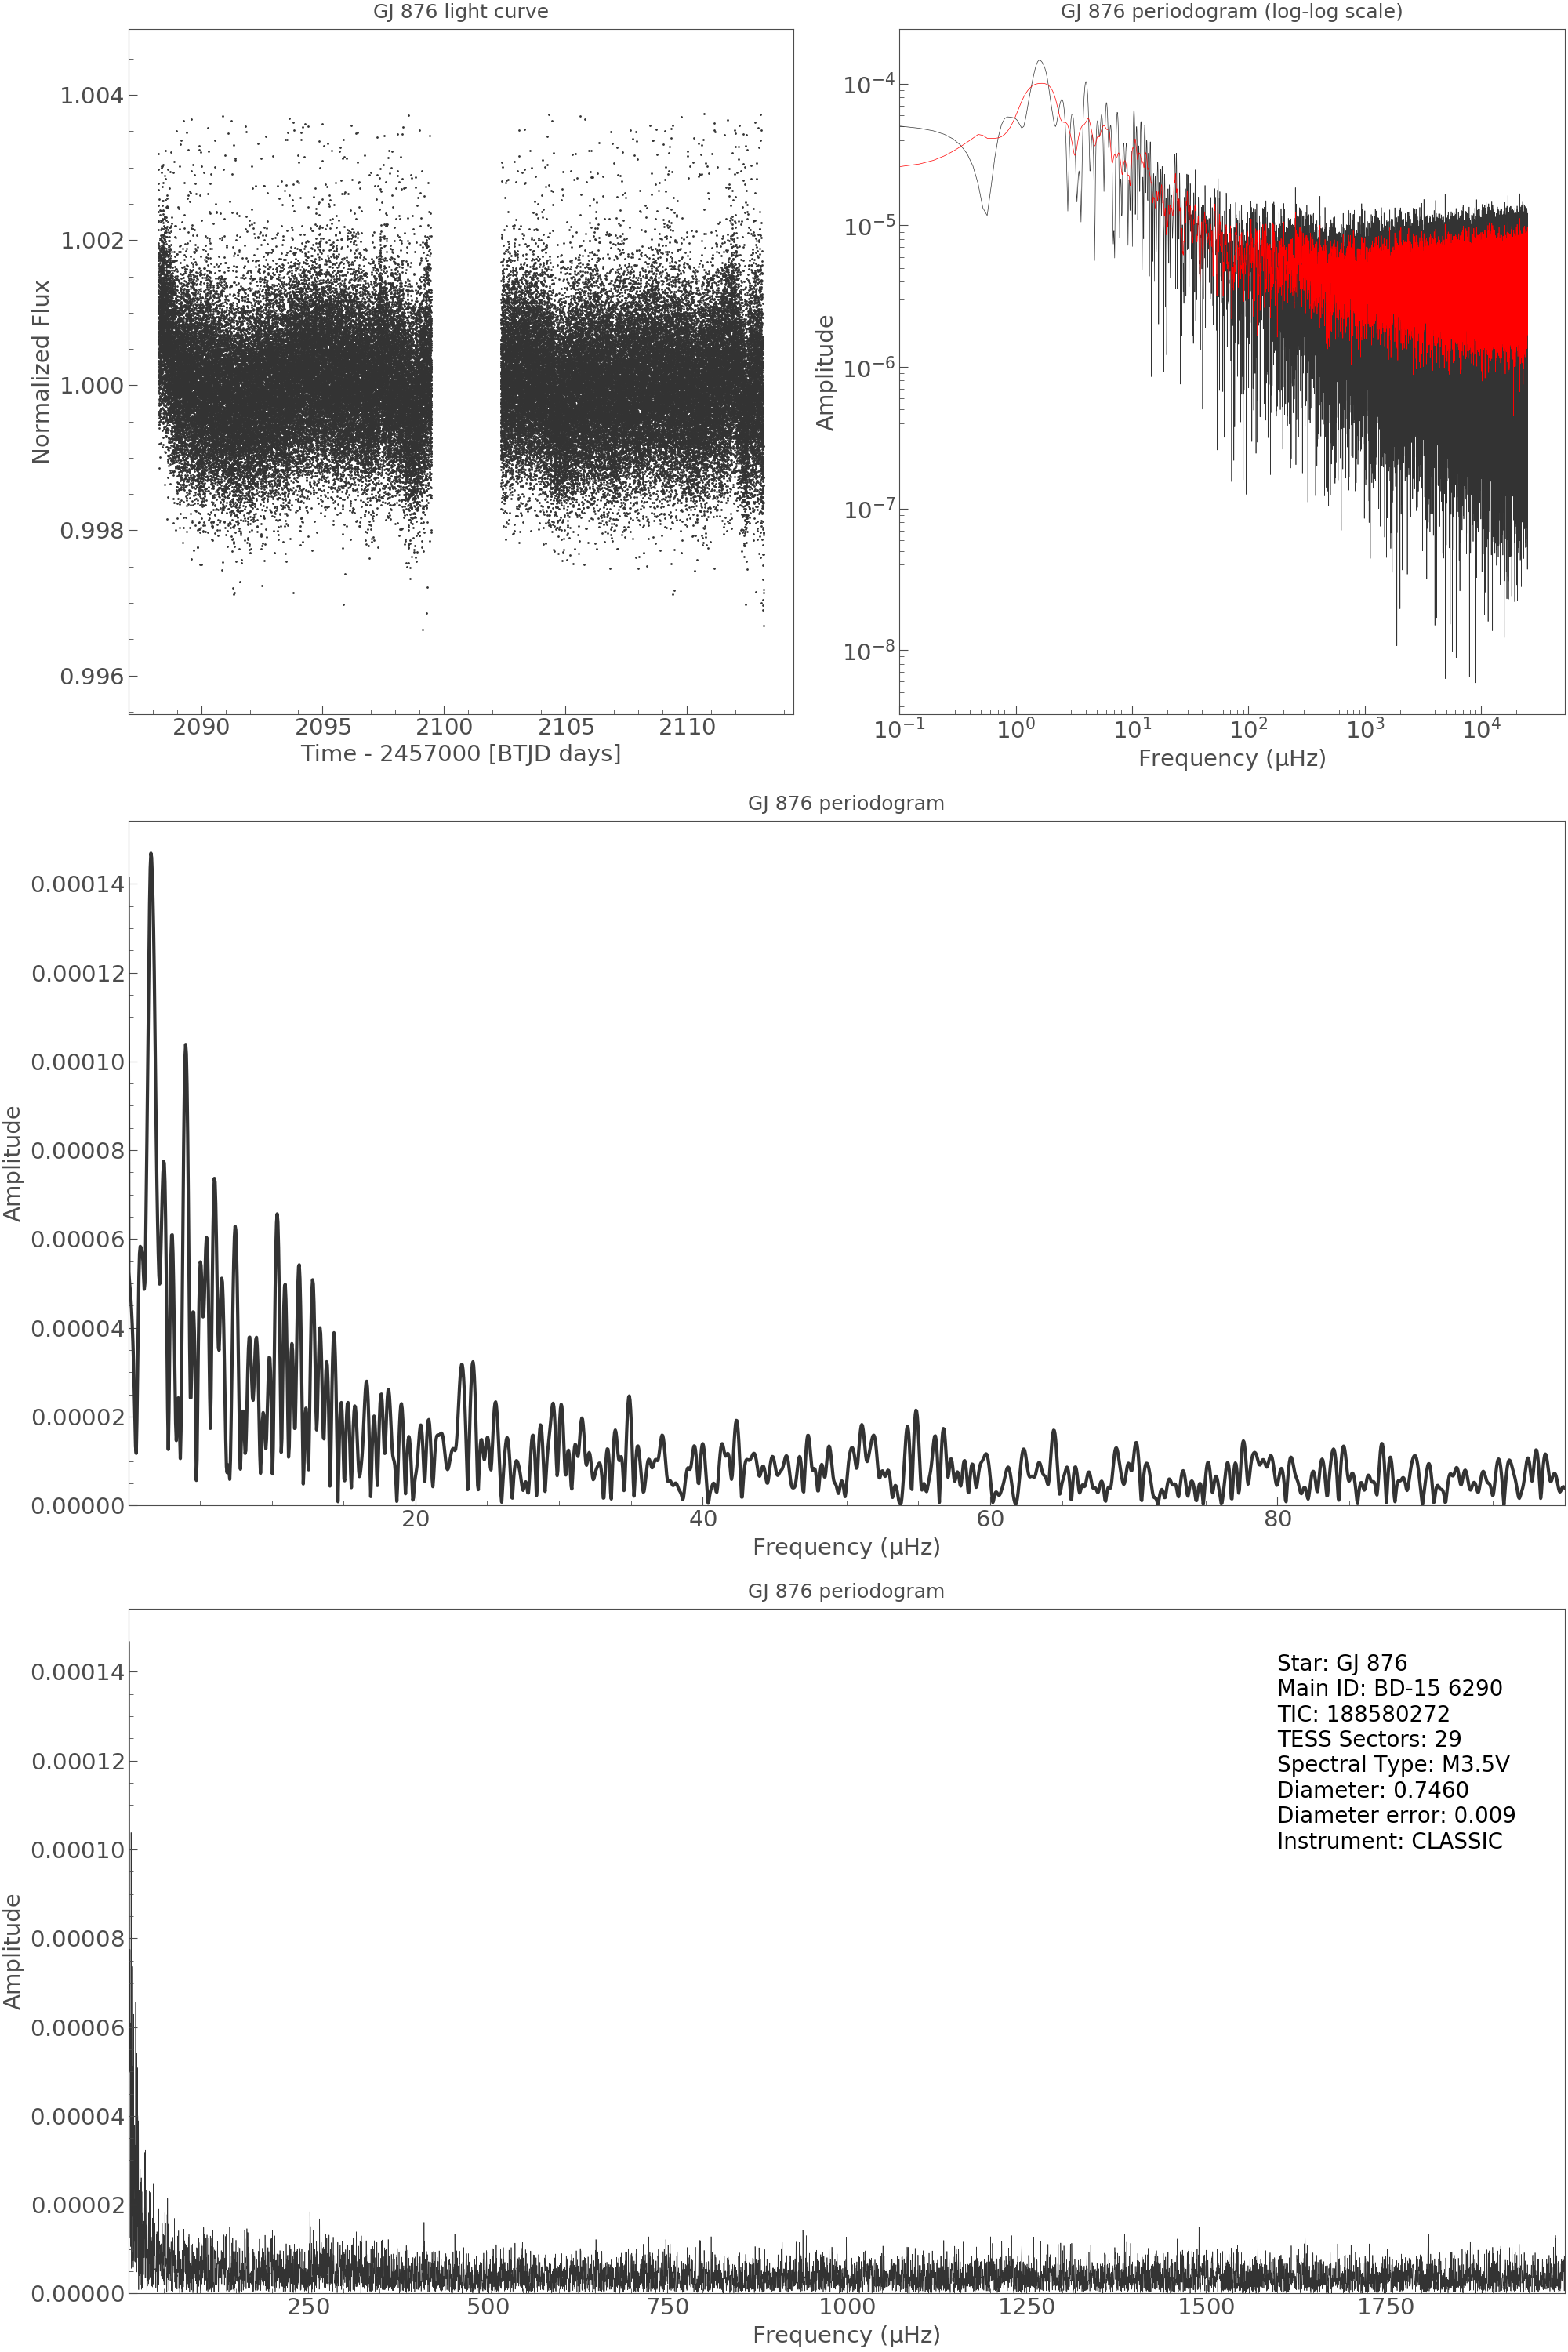 GJ 876 light curve
Normalized Flux
1.004
1.002
1.000
0.998
0.996
2090 2095 2100 2105 2110
Time - 2457000 [BTJD days]
GJ 876 periodogram (log-log scale)
Amplitude
10⁻⁴
10⁻⁵
10⁻⁶
10⁻⁷
10⁻⁸
10⁻¹ 10⁰ 10¹ 10² 10³ 10⁴
Frequency (µHz)
GJ 876 periodogram
Amplitude
0.00014
0.00012
0.00010
0.00008
0.00006
0.00004
0.00002
0.00000
20 40 60 80
Frequency (µHz)
GJ 876 periodogram
Amplitude
0.00014
0.00012
0.00010
0.00008
0.00006
0.00004
0.00002
0.00000
Star: GJ 876
Main ID: BD-15 6290
TIC: 188580272
TESS Sectors: 29
Spectral Type: M3.5V
Diameter: 0.7460
Diameter error: 0.009
Instrument: CLASSIC
250 500 750 1000 1250 1500 1750
Frequency (µHz)